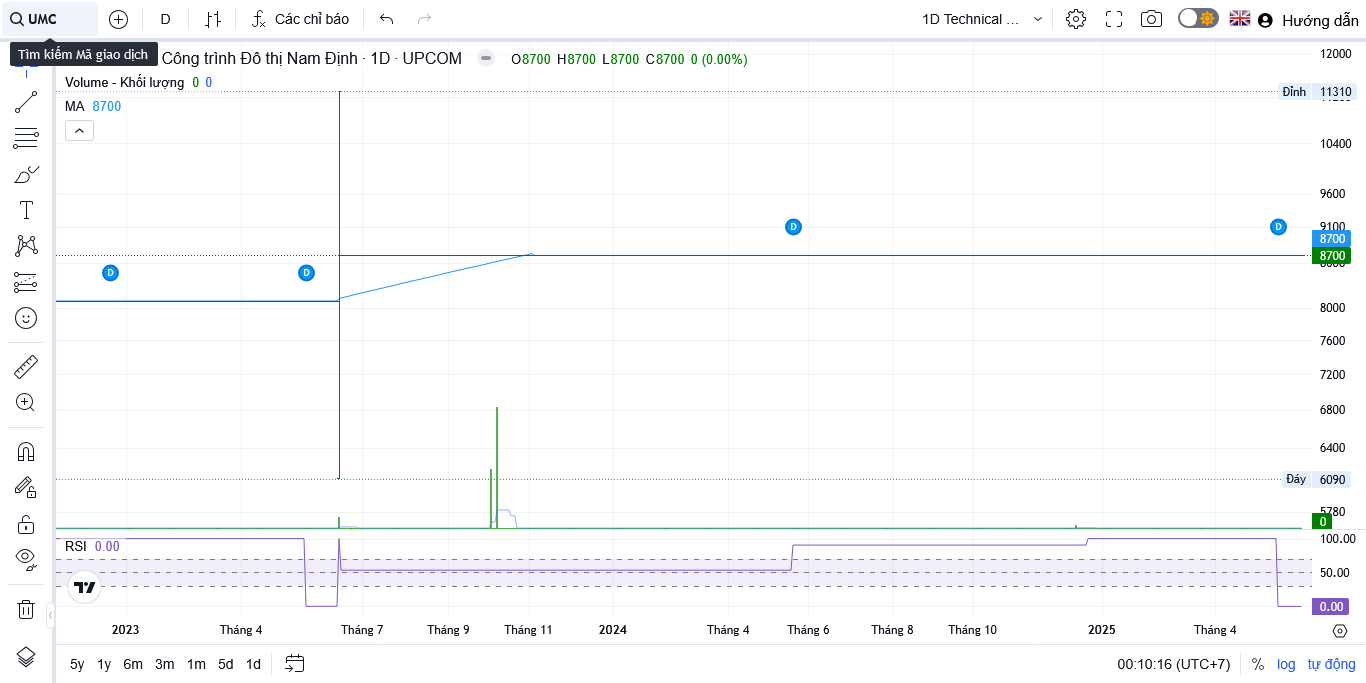 UMC
D
Các chỉ báo
1D Technical ...
Hướng dẫn
Tìm kiếm Mã giao dịch
Công trình Đô thị Nam Định · 1D · UPCOM
O8700 H8700 L8700 C8700 0 (0.00%)
Volume - Khối lượng 0 0
MA 8700
12000
Đỉnh 11310
10400
9600
9100
8700
8700
8000
7600
7200
6800
6400
Đáy 6090
5780
0
D
D
D
D
RSI 0.00
100.00
50.00
0.00
2023 Tháng 4 Tháng 7 Tháng 9 Tháng 11 2024 Tháng 4 Tháng 6 Tháng 8 Tháng 10 2025 Tháng 4
5y 1y 6m 3m 1m 5d 1d
00:10:16 (UTC+7) % log tự động